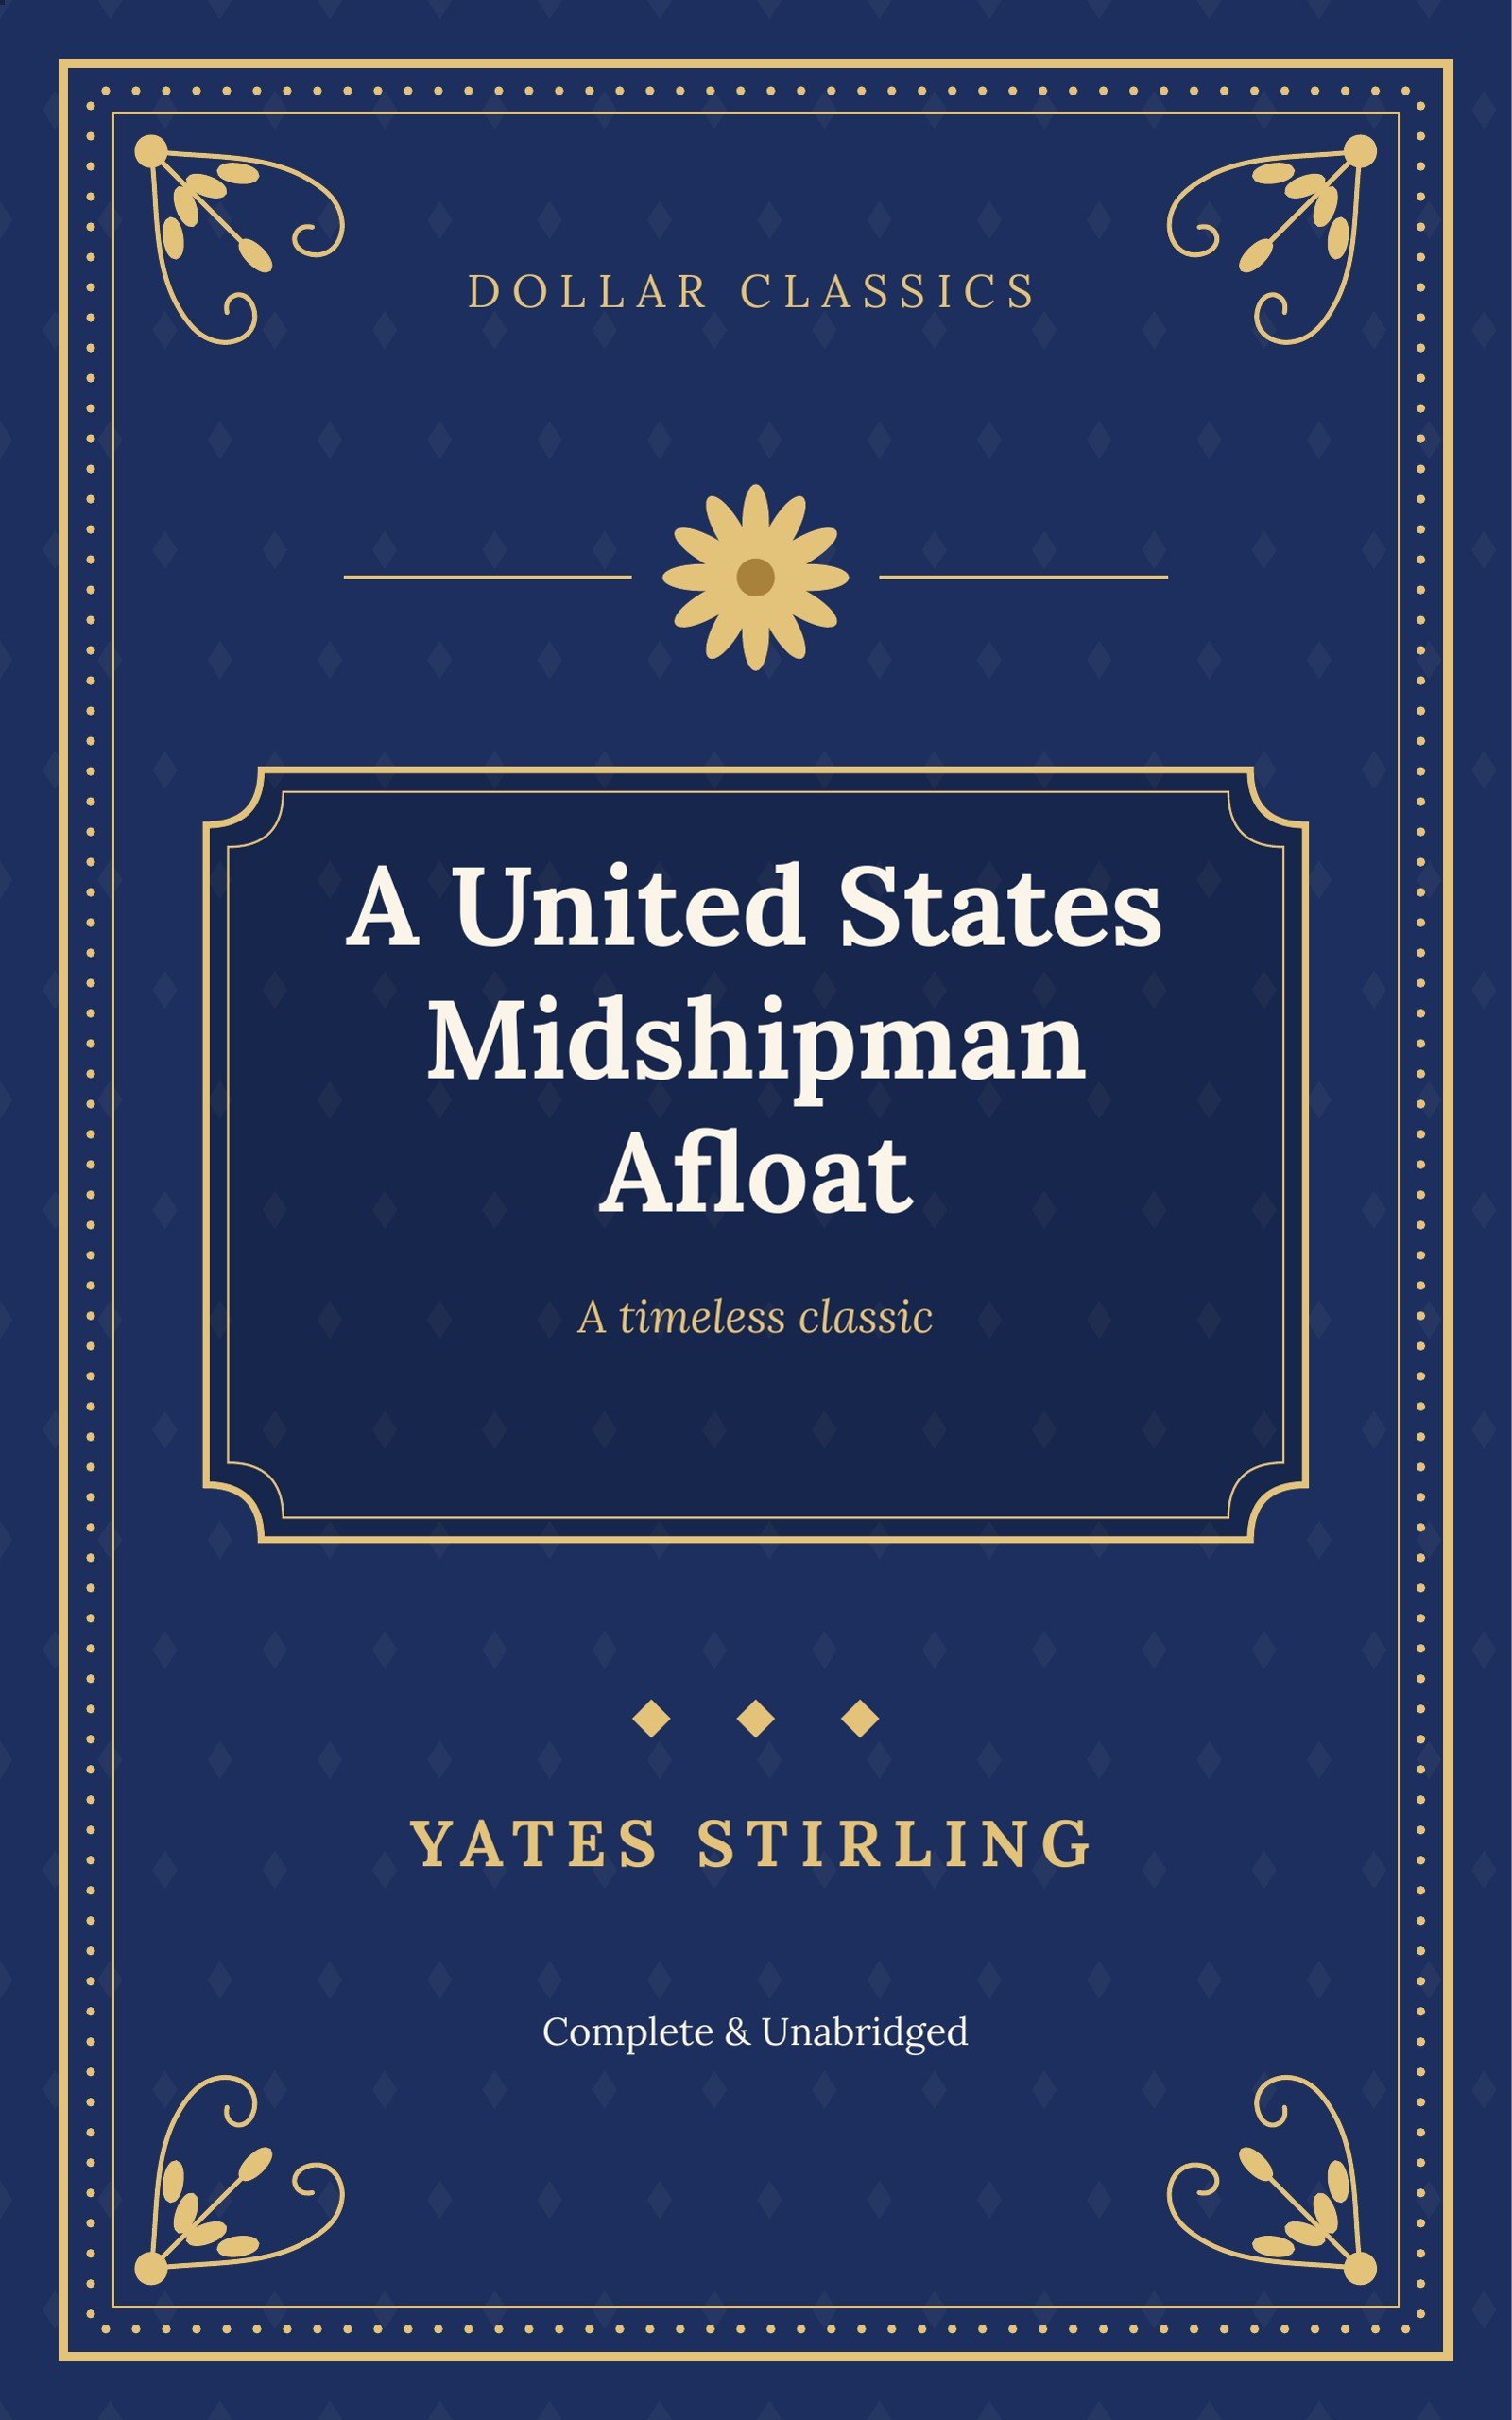 DOLLAR CLASSICS
A United States
Midshipman
Afloat
A timeless classic
YATES STIRLING
Complete & Unabridged